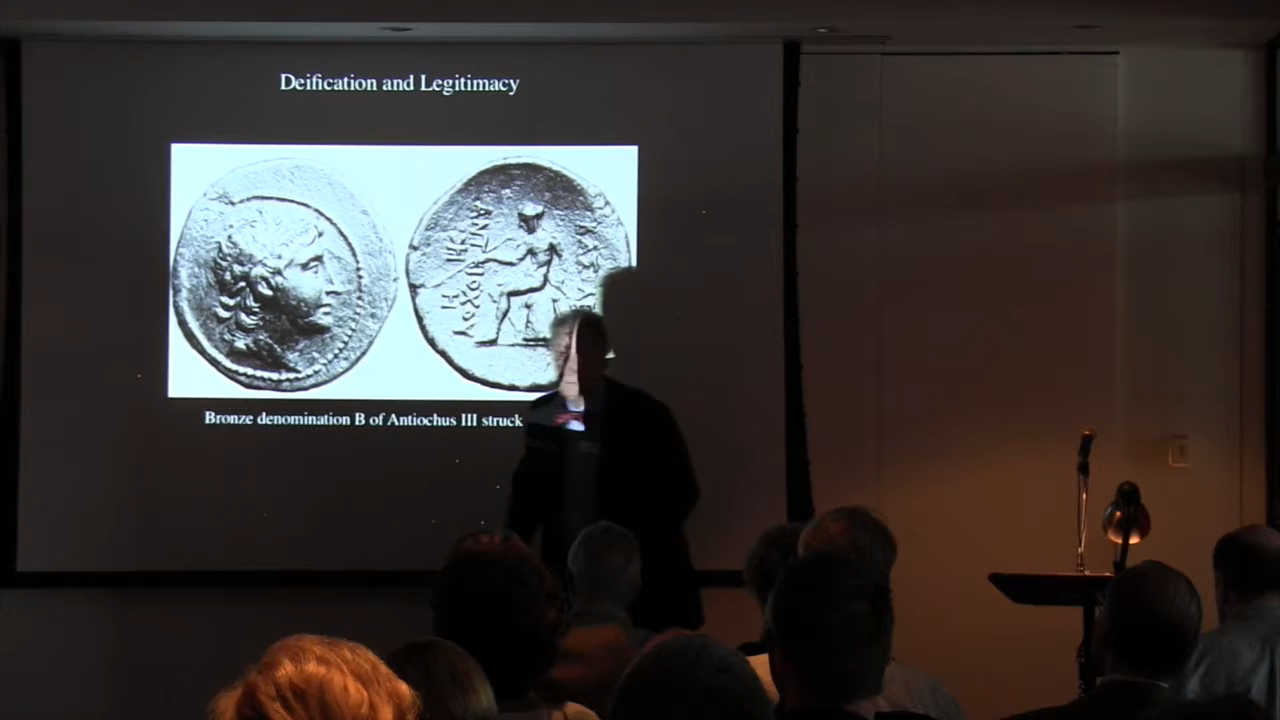 Deification and Legitimacy
ΑΝΤΙΟΧΟΥ
Bronze denomination B of Antiochus III struck